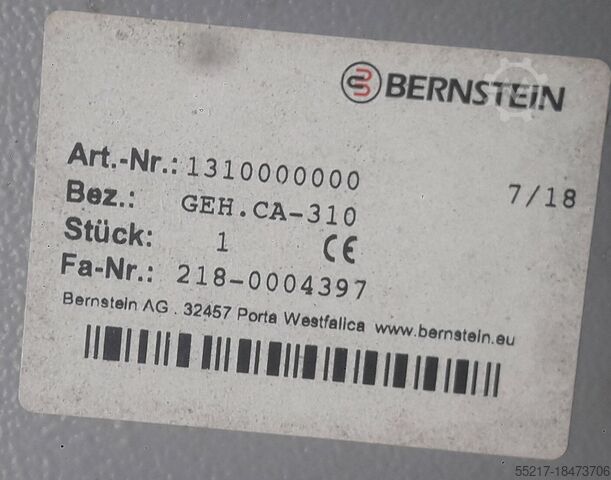 BERNSTEIN
Art.-Nr.: 1310000000 7/18
Bez.: GEH.CA-310
Stück: 1 CE
Fa-Nr.: 218-0004397
Bernstein AG . 32457 Porta Westfalica www.bernstein.eu
55217-18473706